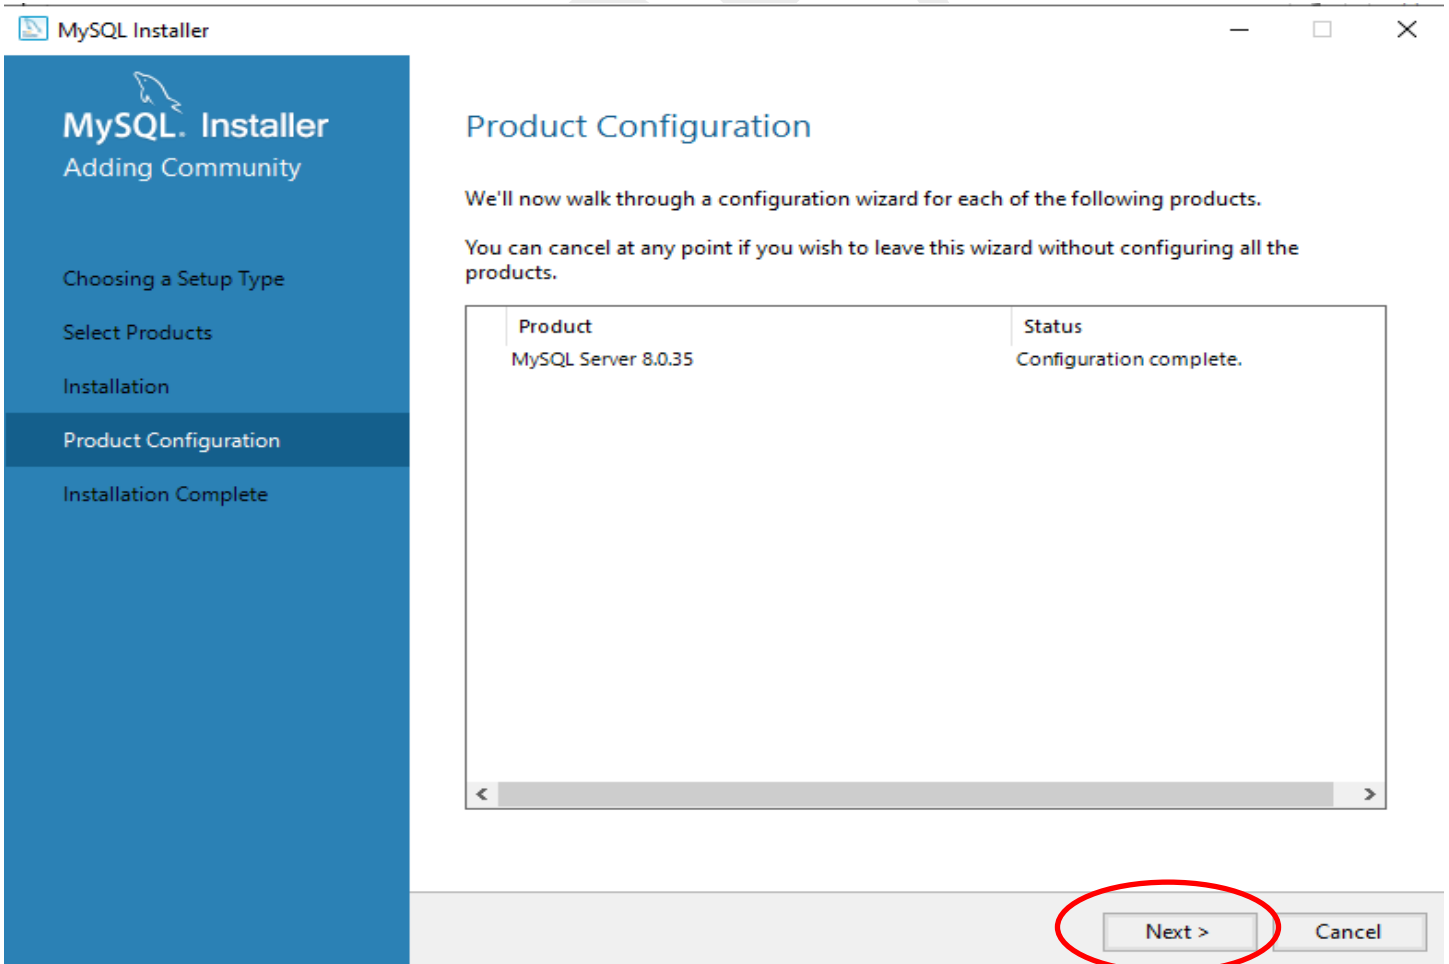 MySQL Installer
MySQL. Installer
Adding Community
Choosing a Setup Type
Select Products
Installation
Product Configuration
Installation Complete
Product Configuration
We'll now walk through a configuration wizard for each of the following products.
You can cancel at any point if you wish to leave this wizard without configuring all the
products.
Product Status
MySQL Server 8.0.35 Configuration complete.
Next > Cancel